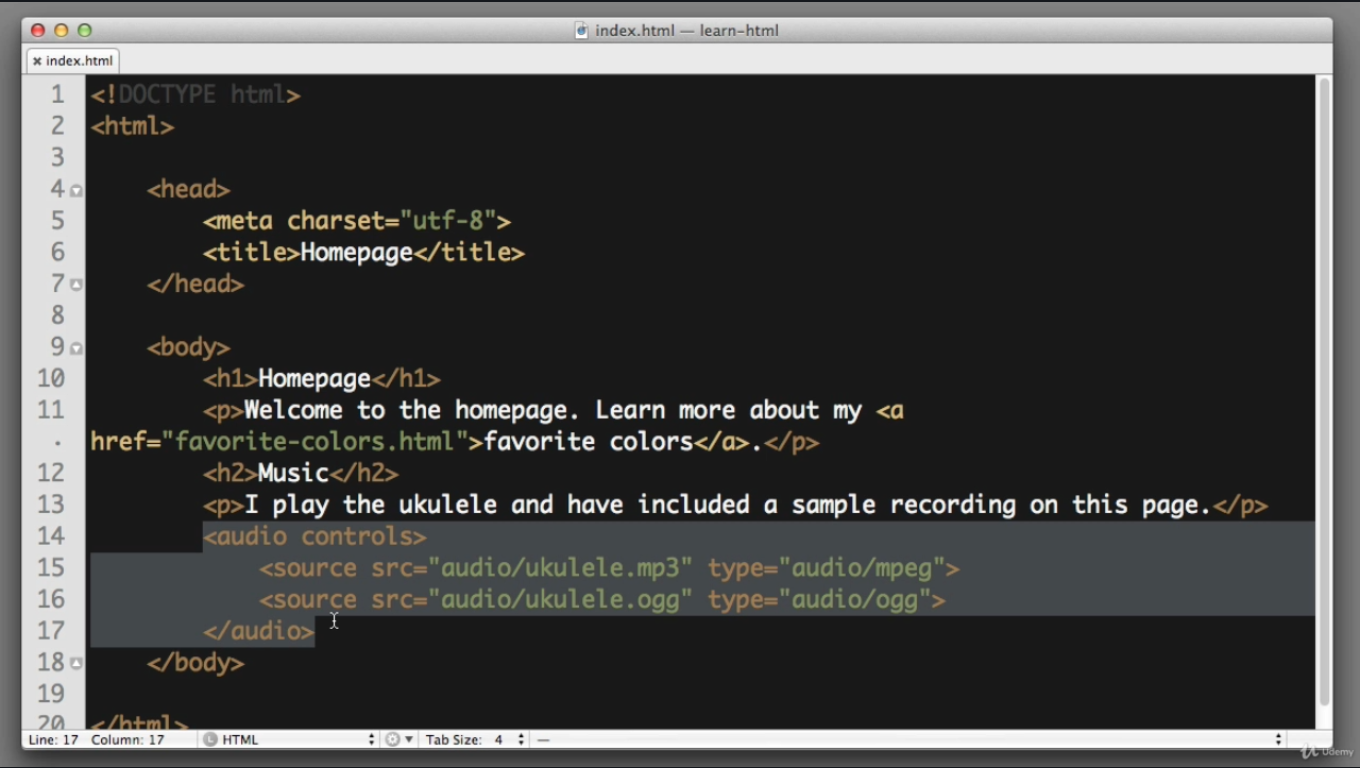 index.html — learn-html
index.html
1 <!DOCTYPE html>
2 <html>
3
4     <head>
5         <meta charset="utf-8">
6         <title>Homepage</title>
7     </head>
8
9     <body>
10         <h1>Homepage</h1>
11         <p>Welcome to the homepage. Learn more about my <a
href="favorite-colors.html">favorite colors</a>.</p>
12         <h2>Music</h2>
13         <p>I play the ukulele and have included a sample recording on this page.</p>
14         <audio controls>
15             <source src="audio/ukulele.mp3" type="audio/mpeg">
16             <source src="audio/ukulele.ogg" type="audio/ogg">
17         </audio>
18     </body>
19
20 </html>
Line: 17 Column: 17 L HTML Tab Size: 4 —
Udemy